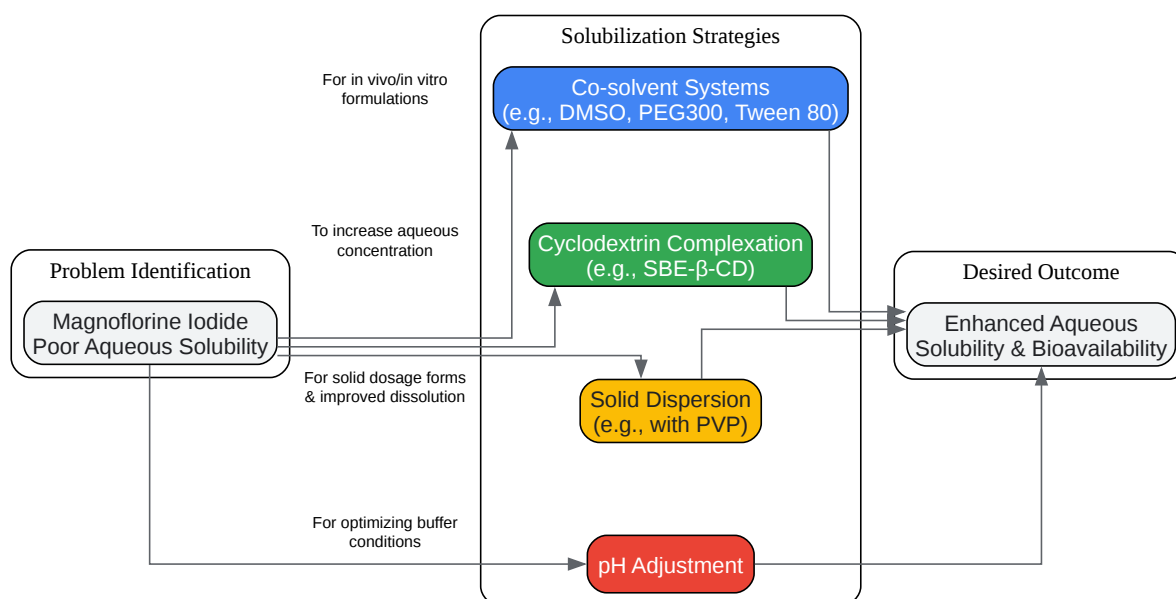 Solubilization Strategies
For in vivo/in vitro
formulations
Co-solvent Systems
(e.g., DMSO, PEG300, Tween 80)
To increase aqueous
concentration
Cyclodextrin Complexation
(e.g., SBE-β-CD)
Problem Identification
Magnoflorine Iodide
Poor Aqueous Solubility
Desired Outcome
Enhanced Aqueous
Solubility & Bioavailability
For solid dosage forms
& improved dissolution
Solid Dispersion
(e.g., with PVP)
For optimizing buffer
conditions
pH Adjustment